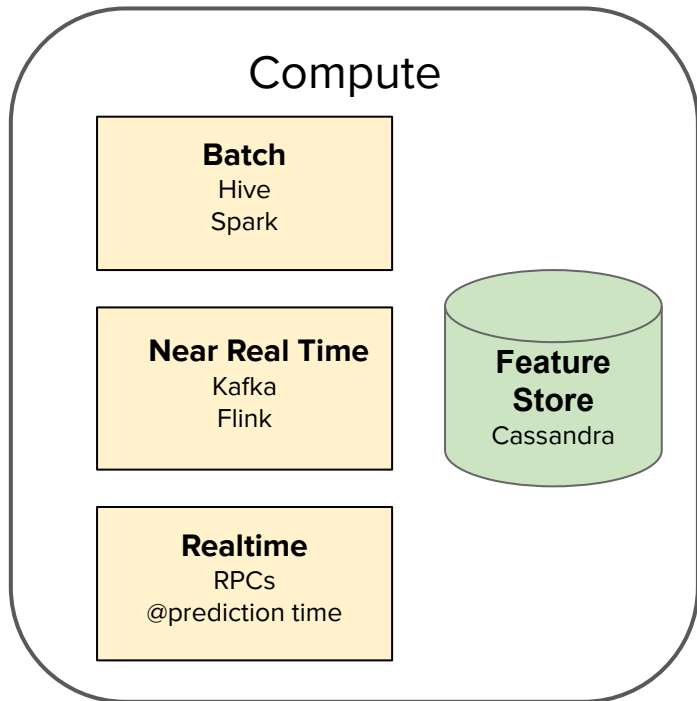 Compute
Batch
Hive
Spark
Near Real Time
Kafka
Flink
Realtime
RPCs
@prediction time
Feature
Store
Cassandra